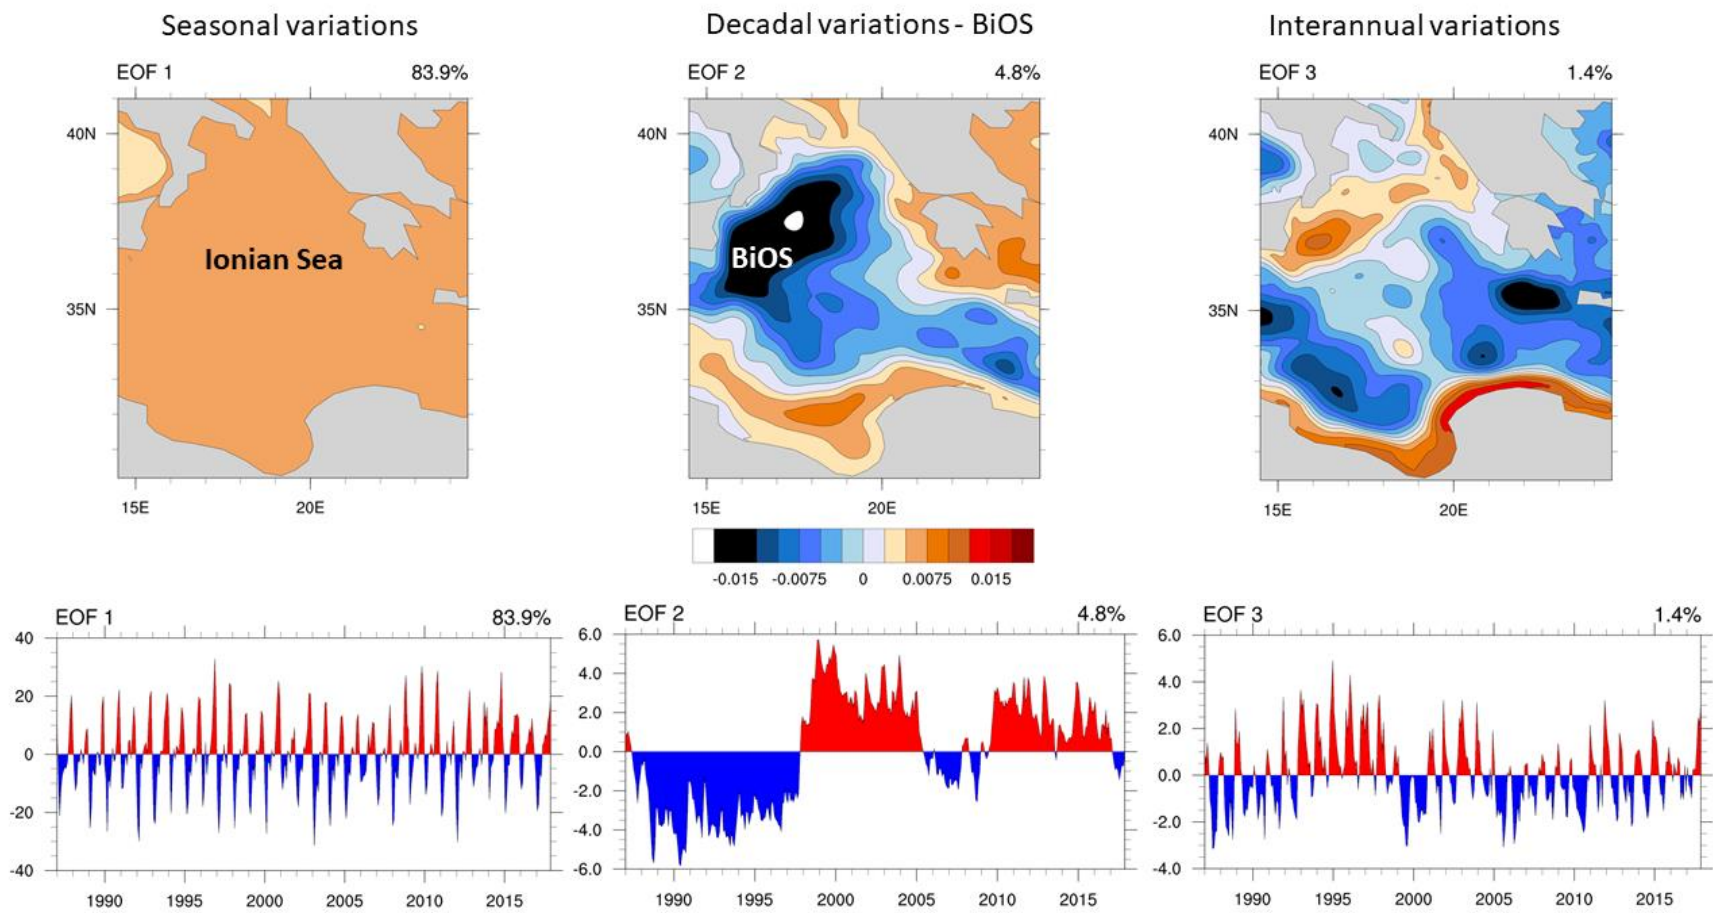 Seasonal variations
Decadal variations - BiOS
Interannual variations
EOF 1 83.9%
EOF 2 4.8%
EOF 3 1.4%
40N
35N
15E 20E
Ionian Sea
40N
35N
15E 20E
BiOS
40N
35N
15E 20E
-0.015 -0.0075 0 0.0075 0.015
EOF 1 83.9%
40
20
0
-20
-40
1990 1995 2000 2005 2010 2015
EOF 2 4.8%
6.0
4.0
2.0
0.0
-2.0
-4.0
-6.0
1990 1995 2000 2005 2010 2015
EOF 3 1.4%
6.0
4.0
2.0
0.0
-2.0
-4.0
1990 1995 2000 2005 2010 2015